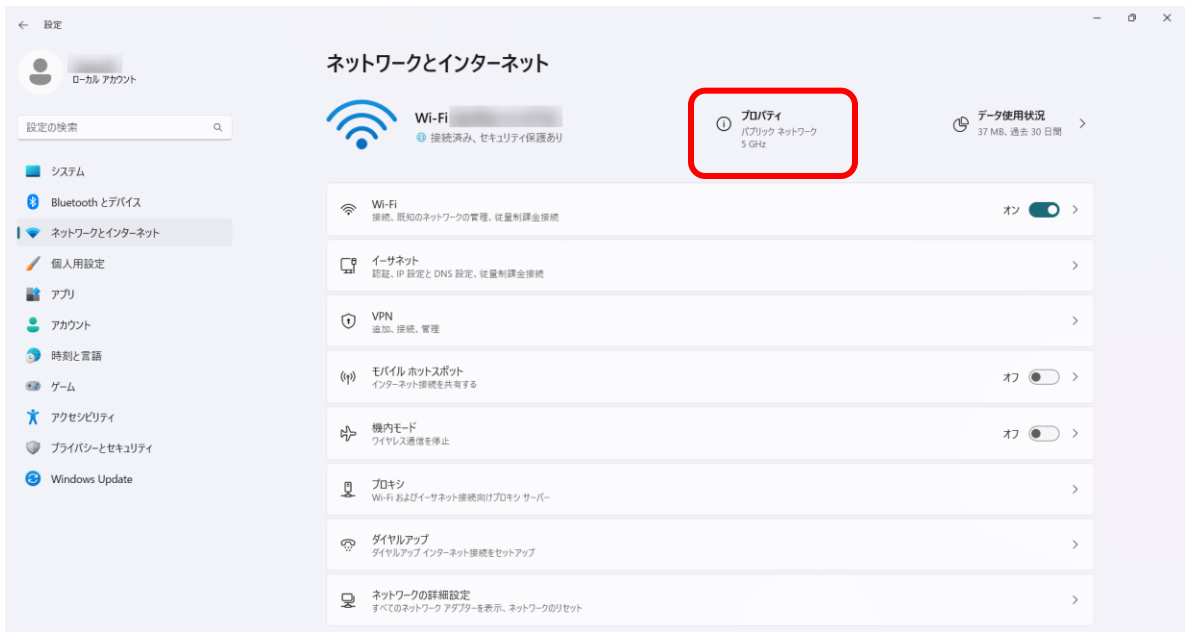 設定
ローカル アカウント
設定の検索
システム
Bluetooth とデバイス
ネットワークとインターネット
個人用設定
アプリ
アカウント
時刻と言語
ゲーム
アクセシビリティ
プライバシーとセキュリティ
Windows Update
ネットワークとインターネット
Wi-Fi
接続済み、セキュリティ保護あり
プロパティ
パブリック ネットワーク
5 GHz
データ使用状況
37 MB、過去 30 日間
Wi-Fi
接続、既知のネットワークの管理、従量制課金接続
オン
イーサネット
認証、IP 設定と DNS 設定、従量制課金接続
VPN
追加、接続、管理
モバイル ホットスポット
インターネット接続を共有する
オフ
機内モード
ワイヤレス通信を停止
オフ
プロキシ
Wi-Fi およびイーサネット接続向けプロキシ サーバー
ダイヤルアップ
ダイヤルアップ インターネット接続をセットアップ
ネットワークの詳細設定
すべてのネットワーク アダプターを表示、ネットワークのリセット